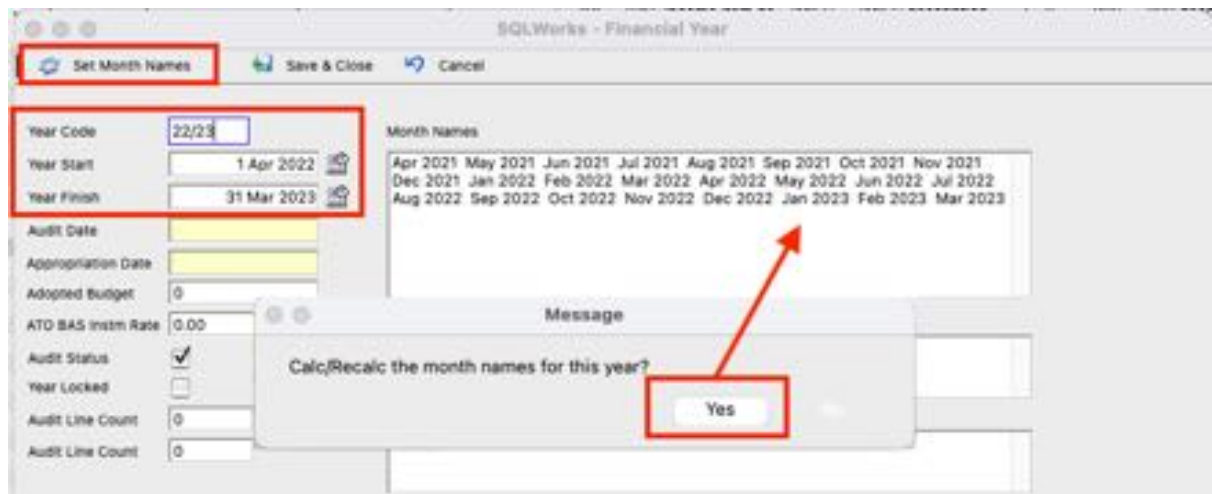 SQLWorks - Financial Year
Set Month Names Save & Close Cancel
Year Code 22/23 Month Names
Year Start 1 Apr 2022 Apr 2021 May 2021 Jun 2021 Jul 2021 Aug 2021 Sep 2021 Oct 2021 Nov 2021
Dec 2021 Jan 2022 Feb 2022 Mar 2022 Apr 2022 May 2022 Jun 2022 Jul 2022
Year Finish 31 Mar 2023 Aug 2022 Sep 2022 Oct 2022 Nov 2022 Dec 2022 Jan 2023 Feb 2023 Mar 2023
Audit Date
Appropriation Date
Adopted Budget 0
Message
ATO BAS Instm Rate 0.00
Audit Status
Calc/Recalc the month names for this year?
Year Locked
Yes
Audit Line Count 0
Audit Line Count 0